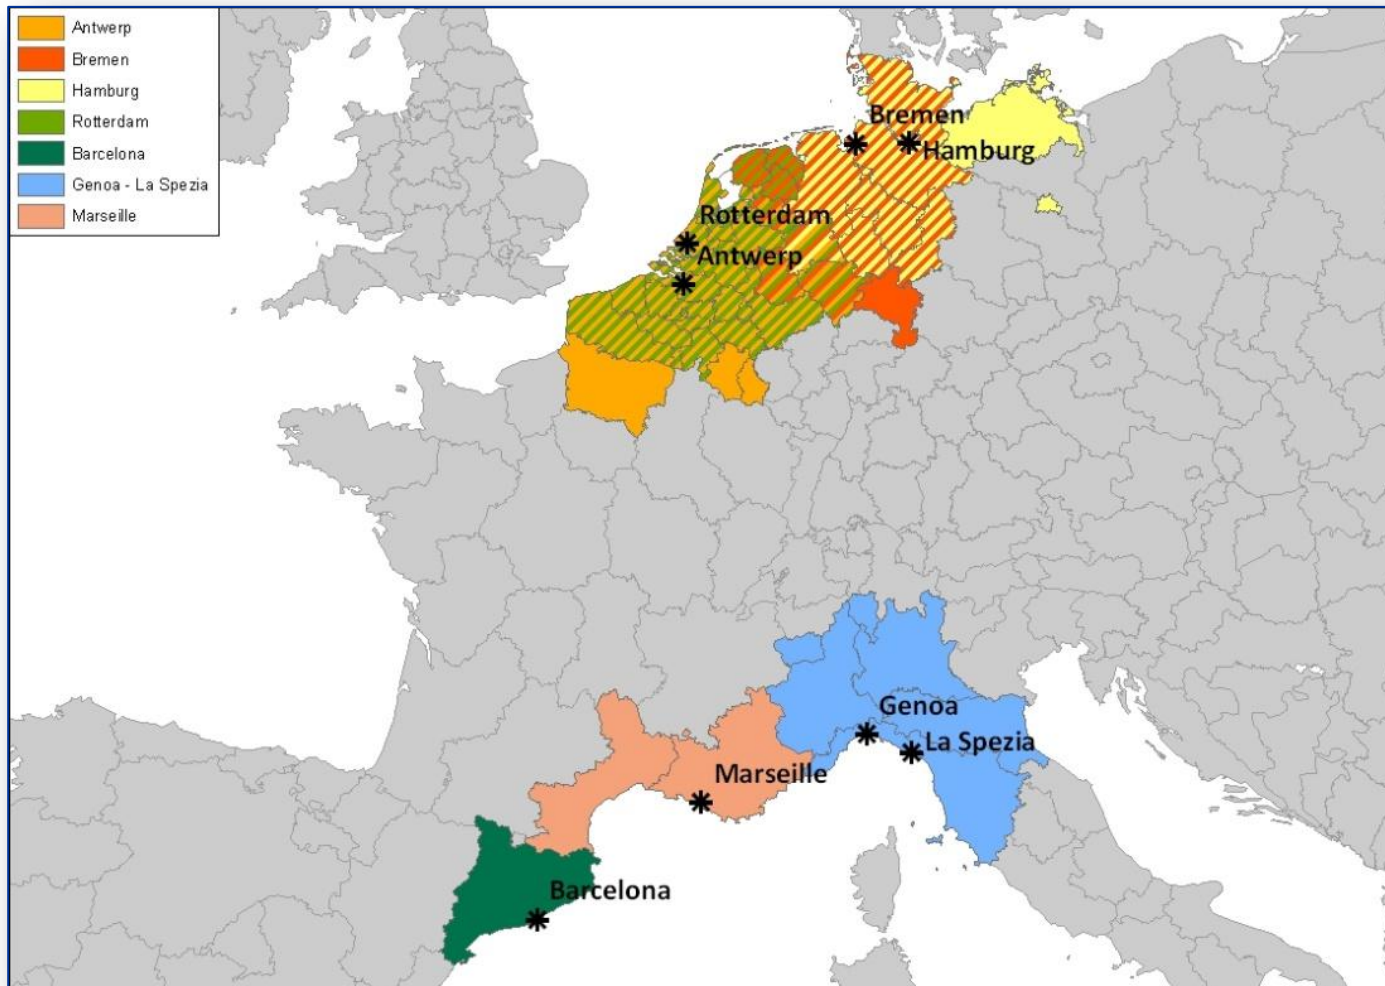 Antwerp
Bremen
Hamburg
Rotterdam
Barcelona
Genoa - La Spezia
Marseille
Bremen
Hamburg
Rotterdam
Antwerp
Genoa
La Spezia
Marseille
Barcelona